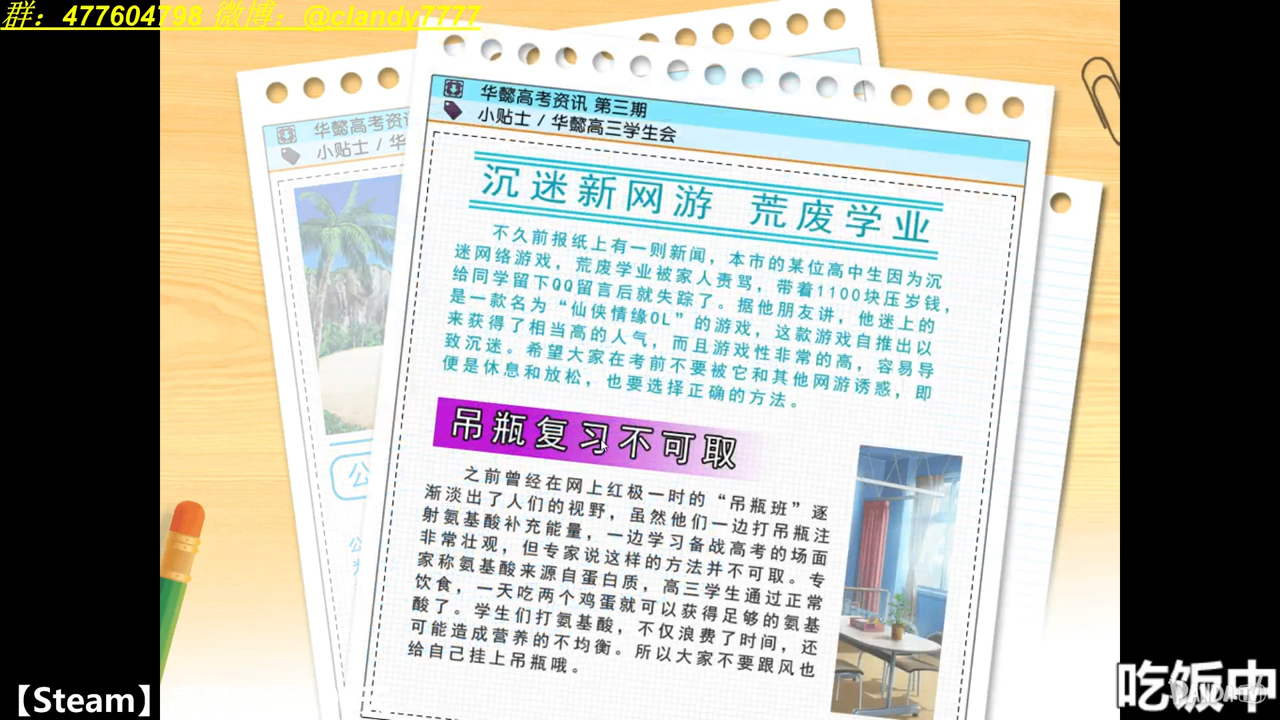 群：477604798 微博：@clandy7777
华懿高考资讯 第三期
小贴士 / 华懿高三学生会
华懿高考资讯
小贴士 / 华
沉迷新网游 荒废学业
不久前报纸上有一则新闻，本市的某位高中生因为沉
迷网络游戏，荒废学业被家人责骂，带着1100块压岁钱，
给同学留下QQ留言后就失踪了。据他朋友讲，他迷上的
是一款名为“仙侠情缘OL”的游戏，这款游戏自推出以
来获得了相当高的人气，而且游戏性非常的高，容易导
致沉迷。希望大家在考前不要被它和其他网游诱惑，即
便是休息和放松，也要选择正确的方法。
吊瓶复习不可取
之前曾经在网上红极一时的“吊瓶班”逐
渐淡出了人们的视野，虽然他们一边打吊瓶注
射氨基酸补充能量，一边学习备战高考的场面
非常壮观，但专家说这样的方法并不可取。专
家称氨基酸来源自蛋白质，高三学生通过正常
饮食，一天吃两个鸡蛋就可以获得足够的氨基
酸了。学生们打氨基酸，不仅浪费了时间，还
可能造成营养的不均衡。所以大家不要跟风也
给自己挂上吊瓶哦。
公
公
【Steam】
吃饭中
PANDATV